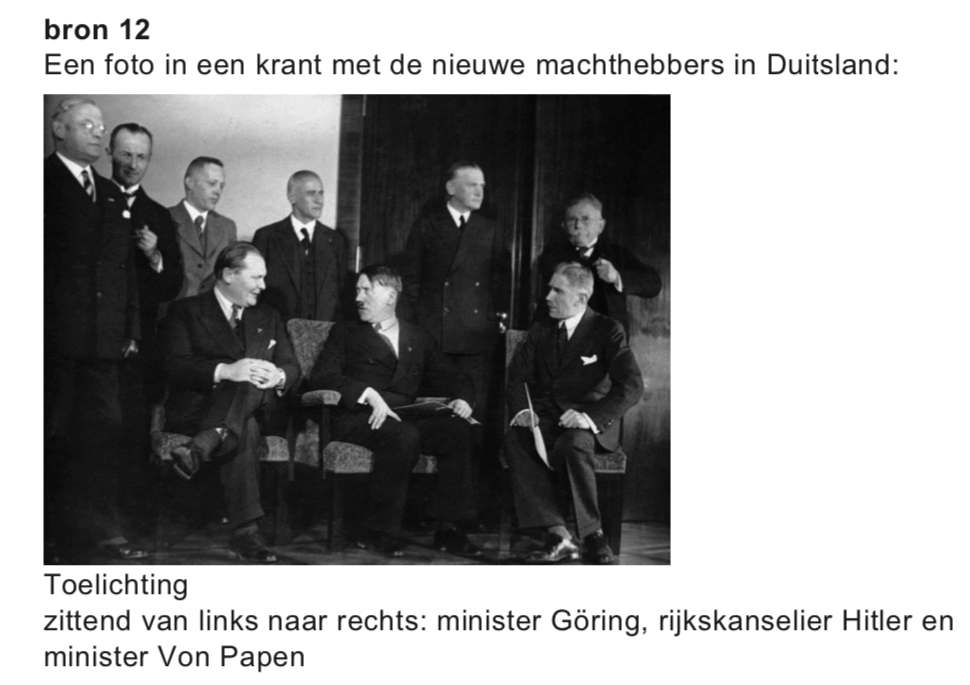 bron 12
Een foto in een krant met de nieuwe machthebbers in Duitsland:
Toelichting
zittend van links naar rechts: minister Göring, rijkskanselier Hitler en
minister Von Papen